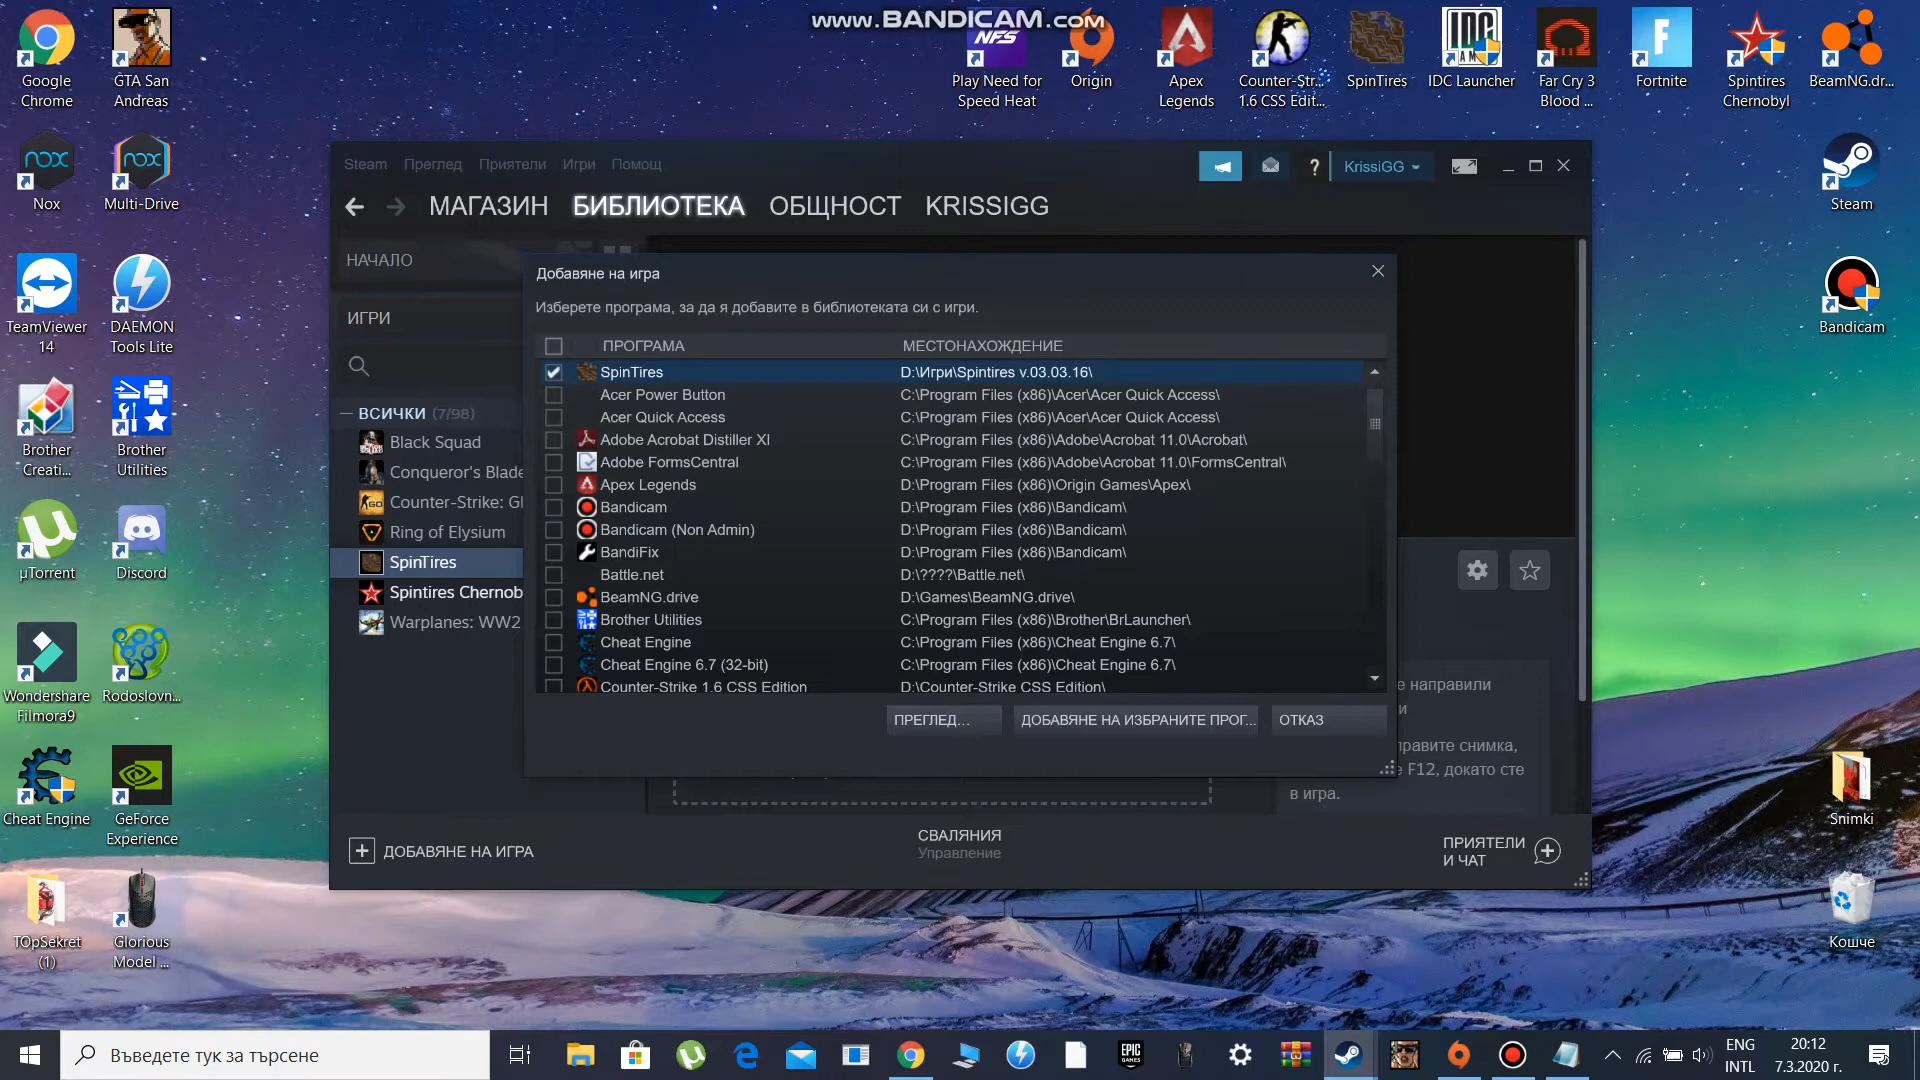 www.BANDICAM.com
Google
Chrome
GTA San
Andreas
Nox
Multi-Drive
TeamViewer
14
DAEMON
Tools Lite
Brother
Creati...
Brother
Utilities
µTorrent
Discord
Wondershare
Filmora9
Rodoslovn...
Cheat Engine
GeForce
Experience
TOpSekret
(1)
Glorious
Model ...
Play Need for
Speed Heat
Origin
Apex
Legends
Counter-Str...
1.6 CSS Edit...
SpinTires
IDC Launcher
Far Cry 3
Blood ...
Fortnite
Spintires
Chernobyl
BeamNG.dr...
Steam
Bandicam
Snimki
Кошче
Steam Преглед Приятели Игри Помощ
KrissiGG
МАГАЗИН БИБЛИОТЕКА ОБЩНОСТ KRISSIGG
НАЧАЛО
ИГРИ
ВСИЧКИ (7/98)
Black Squad
Conqueror's Blade
Counter-Strike: Gl
Ring of Elysium
SpinTires
Spintires Chernob
Warplanes: WW2
Добавяне на игра
Изберете програма, за да я добавите в библиотеката си с игри.
ПРОГРАМА МЕСТОНАХОЖДЕНИЕ
SpinTires D:\Игри\Spintires v.03.03.16\
Acer Power Button C:\Program Files (x86)\Acer\Acer Quick Access\
Acer Quick Access C:\Program Files (x86)\Acer\Acer Quick Access\
Adobe Acrobat Distiller XI C:\Program Files (x86)\Adobe\Acrobat 11.0\Acrobat\
Adobe FormsCentral C:\Program Files (x86)\Adobe\Acrobat 11.0\FormsCentral\
Apex Legends D:\Program Files (x86)\Origin Games\Apex\
Bandicam D:\Program Files (x86)\Bandicam\
Bandicam (Non Admin) D:\Program Files (x86)\Bandicam\
BandiFix D:\Program Files (x86)\Bandicam\
Battle.net D:\????\Battle.net\
BeamNG.drive D:\Games\BeamNG.drive\
Brother Utilities C:\Program Files (x86)\Brother\BrLauncher\
Cheat Engine C:\Program Files (x86)\Cheat Engine 6.7\
Cheat Engine 6.7 (32-bit) C:\Program Files (x86)\Cheat Engine 6.7\
Counter-Strike 1.6 CSS Edition D:\Counter-Strike CSS Edition\
ПРЕГЛЕД... ДОБАВЯНЕ НА ИЗБРАНИТЕ ПРОГ... ОТКАЗ
е направили
и
правите снимка,
е F12, докато сте
в игра.
ДОБАВЯНЕ НА ИГРА
СВАЛЯНИЯ
Управление
ПРИЯТЕЛИ
И ЧАТ
Въведете тук за търсене
ENG
INTL
20:12
7.3.2020 г.